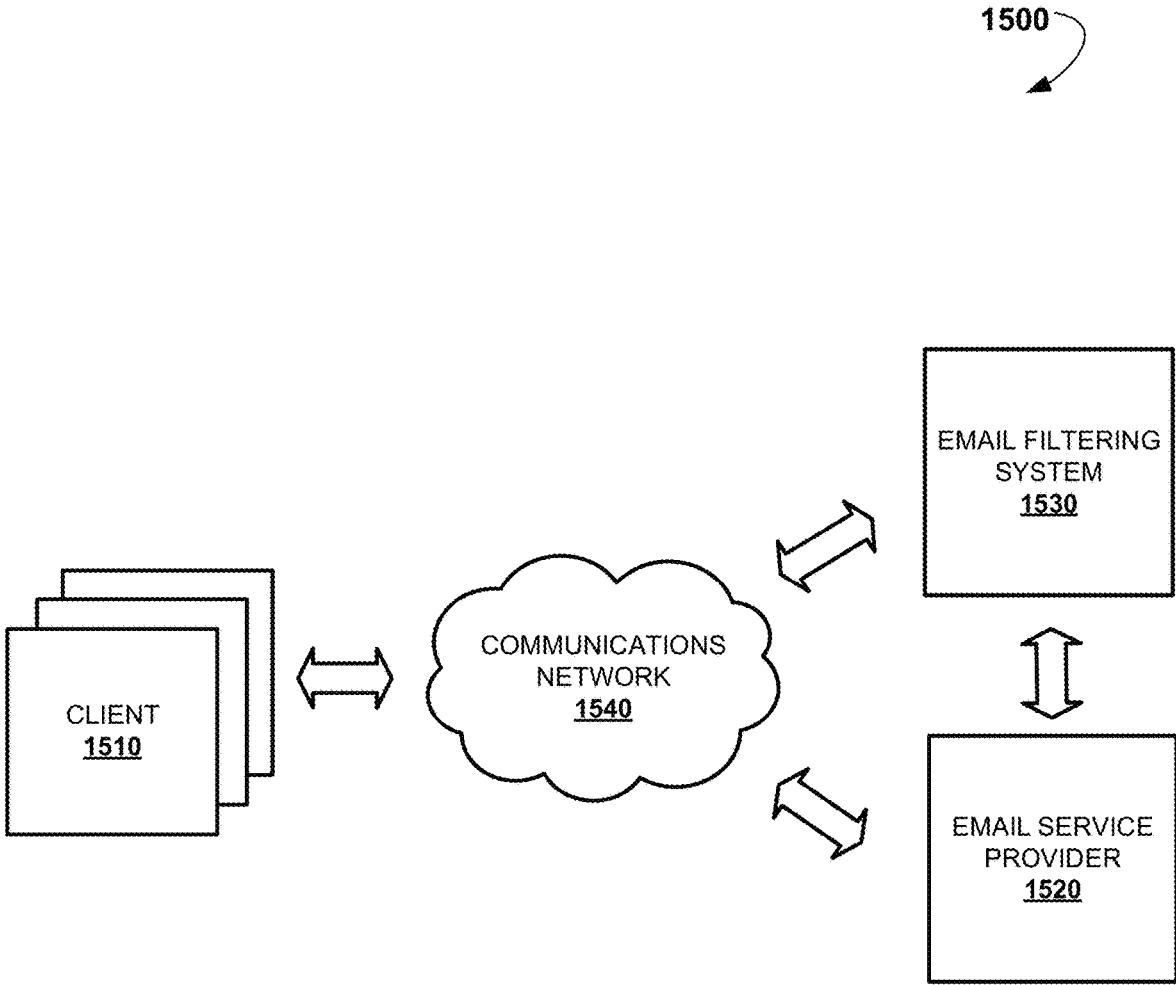 1500
EMAIL FILTERING
SYSTEM
1530
COMMUNICATIONS
NETWORK
1540
CLIENT
1510
EMAIL SERVICE
PROVIDER
1520